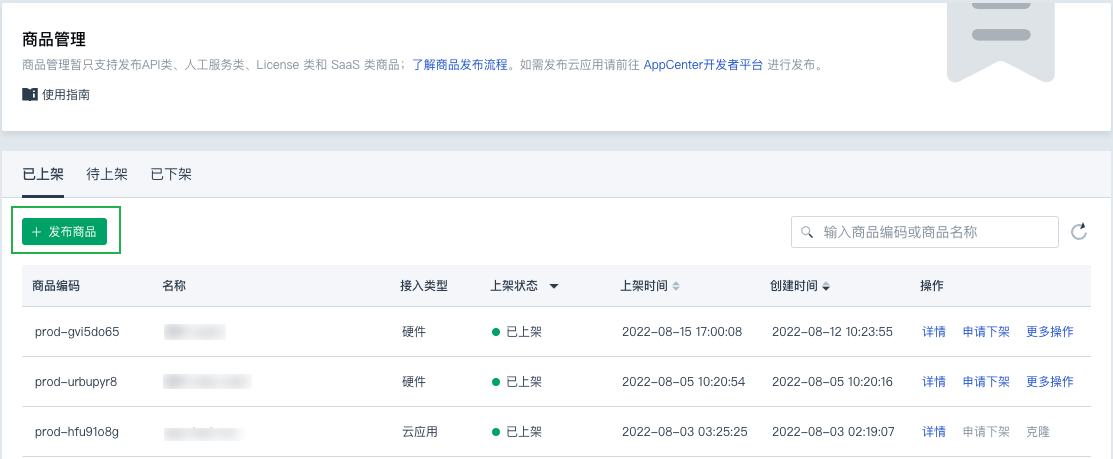 商品管理
商品管理暂只支持发布API类、人工服务类、License 类和 SaaS 类商品；了解商品发布流程。如需发布云应用请前往 AppCenter开发者平台 进行发布。
使用指南
已上架 待上架 已下架
+ 发布商品 输入商品编码或商品名称
商品编码 名称 接入类型 上架状态 上架时间 创建时间 操作
prod-gvi5do65 硬件 已上架 2022-08-15 17:00:08 2022-08-12 10:23:55 详情 申请下架 更多操作
prod-urbupyr8 硬件 已上架 2022-08-05 10:20:54 2022-08-05 10:20:16 详情 申请下架 更多操作
prod-hfu91o8g 云应用 已上架 2022-08-03 03:25:25 2022-08-03 02:19:07 详情 申请下架 克隆